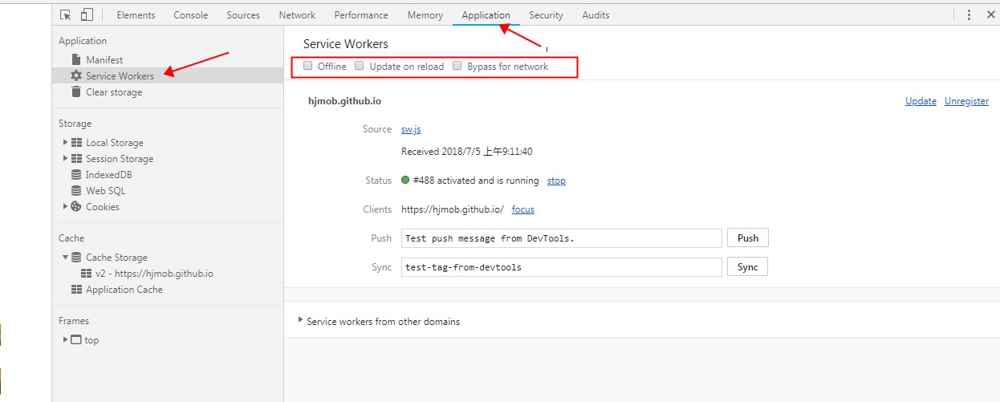 Elements Console Sources Network Performance Memory Application Security Audits
Application
Manifest
Service Workers
Clear storage
Storage
Local Storage
Session Storage
IndexedDB
Web SQL
Cookies
Cache
Cache Storage
v2 - https://hjmob.github.io
Application Cache
Frames
top
Service Workers
Offline Update on reload Bypass for network
hjmob.github.io Update Unregister
Source sw.js
Received 2018/7/5 上午9:11:40
Status #488 activated and is running stop
Clients https://hjmob.github.io/ focus
Push Test push message from DevTools. Push
Sync test-tag-from-devtools Sync
Service workers from other domains